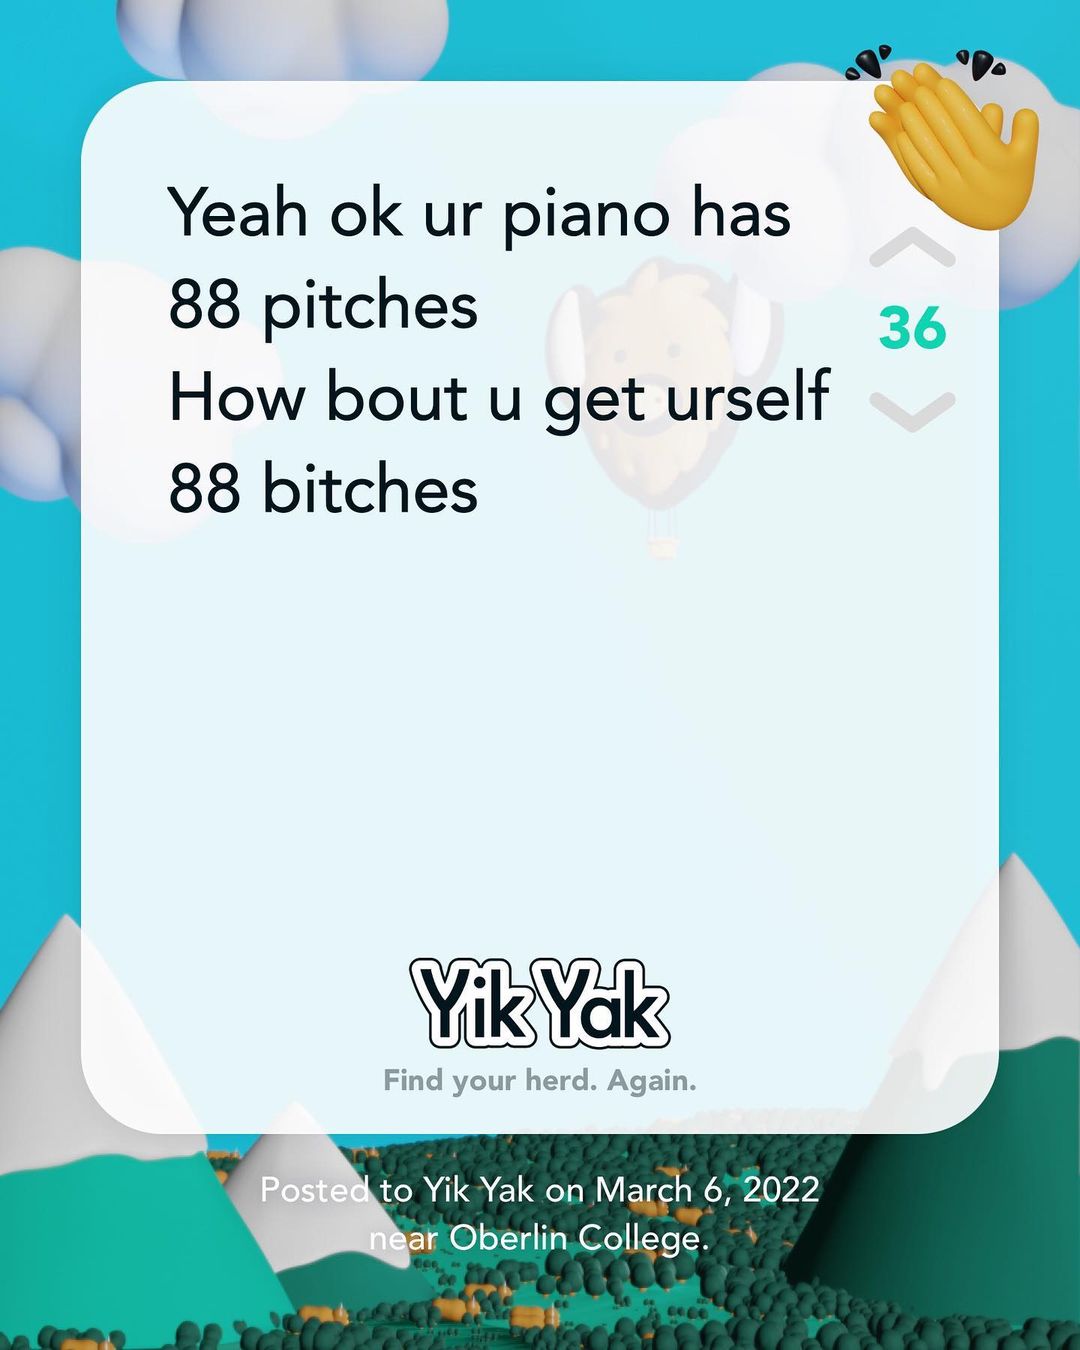 Yeah ok ur piano has
88 pitches
How bout u get urself
88 bitches
36
Yik Yak
Find your herd. Again.
Posted to Yik Yak on March 6, 2022
near Oberlin College.